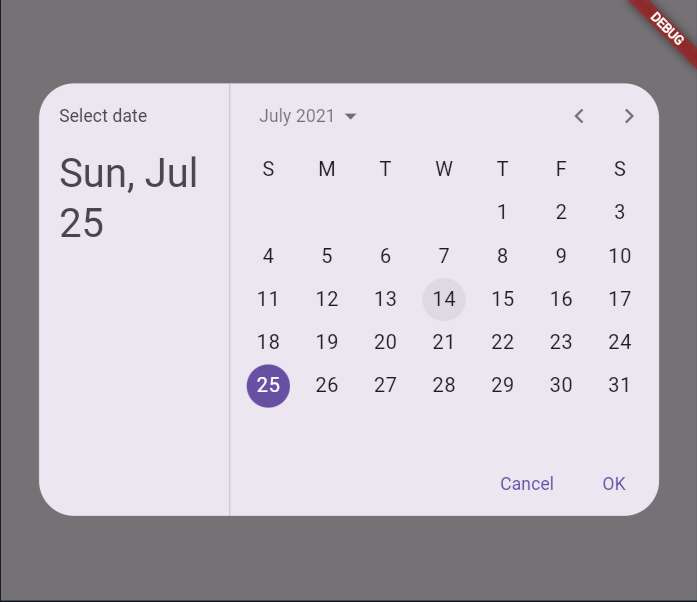 DEBUG
Select date
Sun, Jul
25
July 2021
S M T W T F S
1 2 3
4 5 6 7 8 9 10
11 12 13 14 15 16 17
18 19 20 21 22 23 24
25 26 27 28 29 30 31
Cancel OK